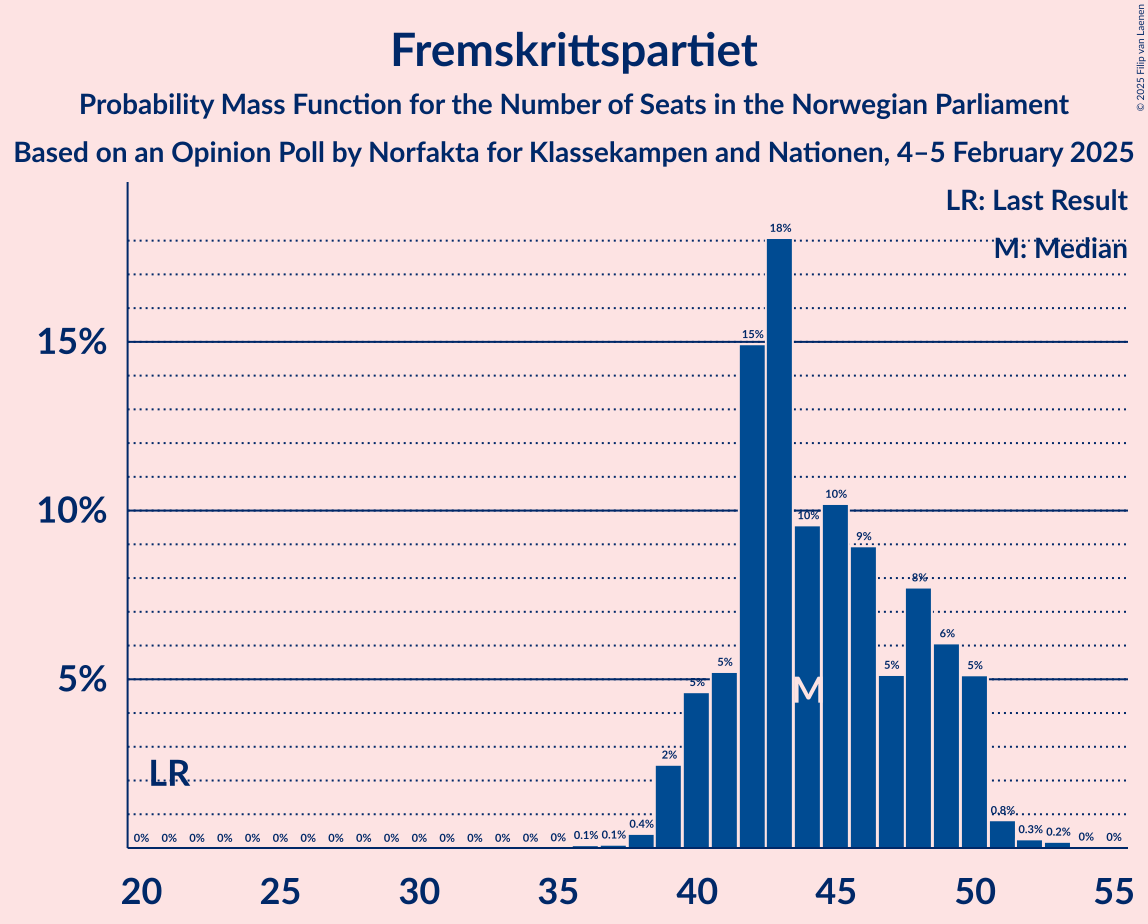 © 2025 Filip van Laenen
Fremskrittspartiet
Probability Mass Function for the Number of Seats in the Norwegian Parliament
Based on an Opinion Poll by Norfakta for Klassekampen and Nationen, 4–5 February 2025
LR: Last Result
M: Median
18%
15%
15%
10%
10%
10%
9%
8%
6%
5%
5%
5%
5%
5%
M
2%
LR
0% 0% 0% 0% 0% 0% 0% 0% 0% 0% 0% 0% 0% 0% 0% 0% 0.1% 0.1% 0.4% 0.8% 0.3% 0.2% 0% 0%
20 25 30 35 40 45 50 55